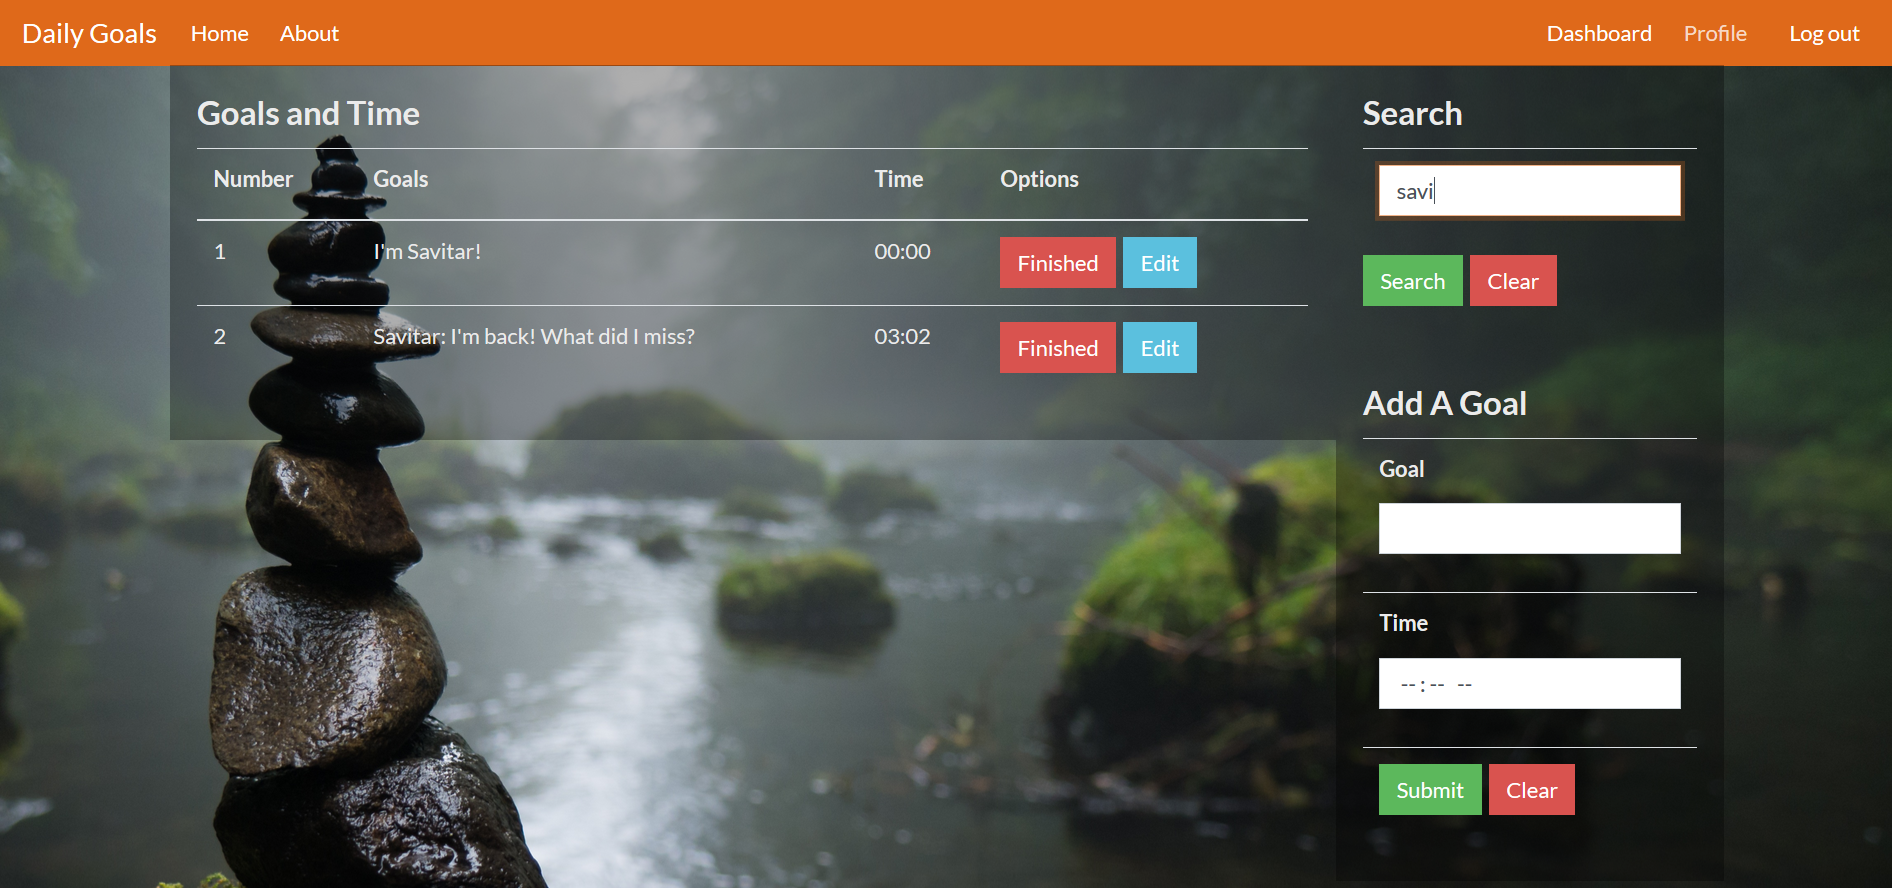 Daily Goals Home About Dashboard Profile Log out
Goals and Time
Number Goals Time Options
1 I'm Savitar! 00:00 Finished Edit
2 Savitar: I'm back! What did I miss? 03:02 Finished Edit
Search
savi
Search Clear
Add A Goal
Goal
Time
--:-- --
Submit Clear